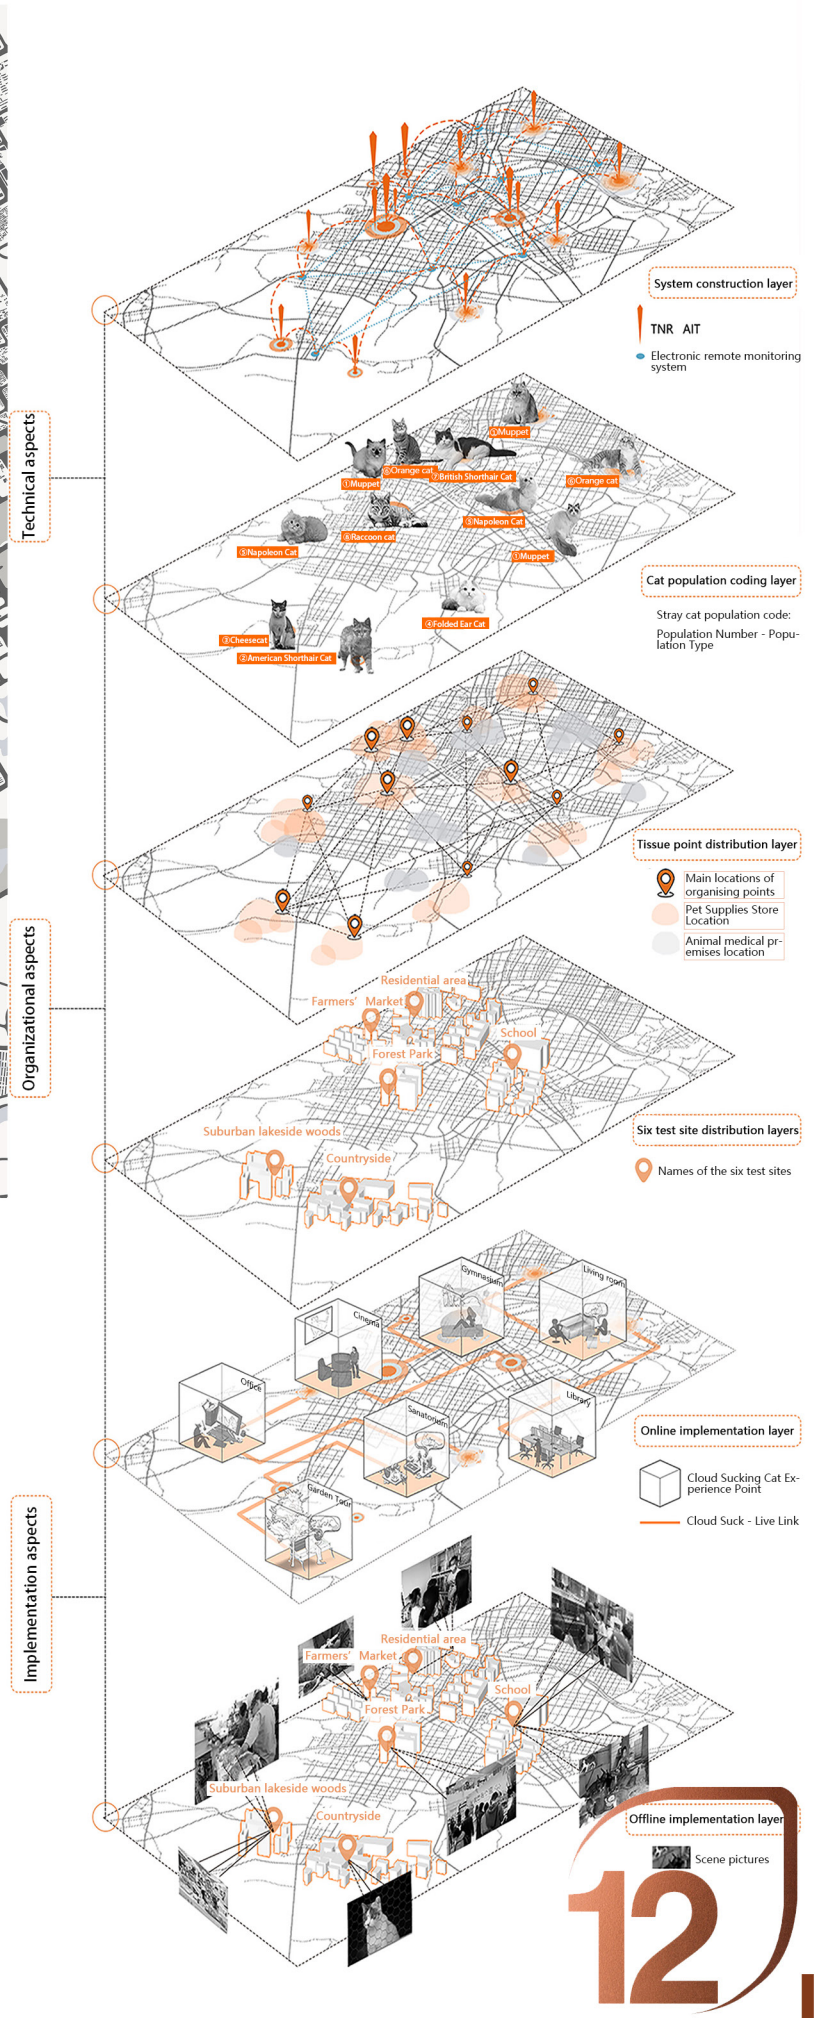 System construction layer
TNR AIT
Electronic remote monitoring
system
Technical aspects
①Muppet
⑥Orange cat
⑦British Shorthair Cat
①Muppet
⑥Orange cat
⑤Napoleon Cat
⑧Raccoon cat
⑤Napoleon Cat
①Muppet
Cat population coding layer
Stray cat population code:
Population Number - Popu-
lation Type
④Folded Ear Cat
③Cheesecat
②American Shorthair Cat
Tissue point distribution layer
Main locations of
organising points
Pet Supplies Store
Location
Animal medical pr-
emises location
Organizational aspects
Residential area
Farmers' Market
School
Forest Park
Suburban lakeside woods
Countryside
Six test site distribution layers
Names of the six test sites
Gymnasium
Living room
Cinema
Office
Library
Sanatorium
Garden Tour
Online implementation layer
Cloud Sucking Cat Ex-
perience Point
Cloud Suck - Live Link
Implementation aspects
Residential area
Farmers' Market
School
Forest Park
Suburban lakeside woods
Countryside
Offline implementation layer
Scene pictures
12